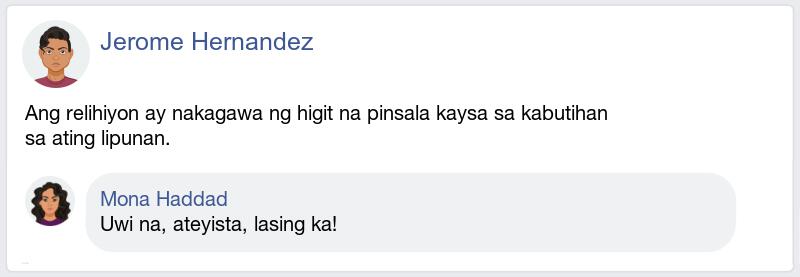 Jerome Hernandez
Ang relihiyon ay nakagawa ng higit na pinsala kaysa sa kabutihan
sa ating lipunan.
Mona Haddad
Uwi na, ateyista, lasing ka!